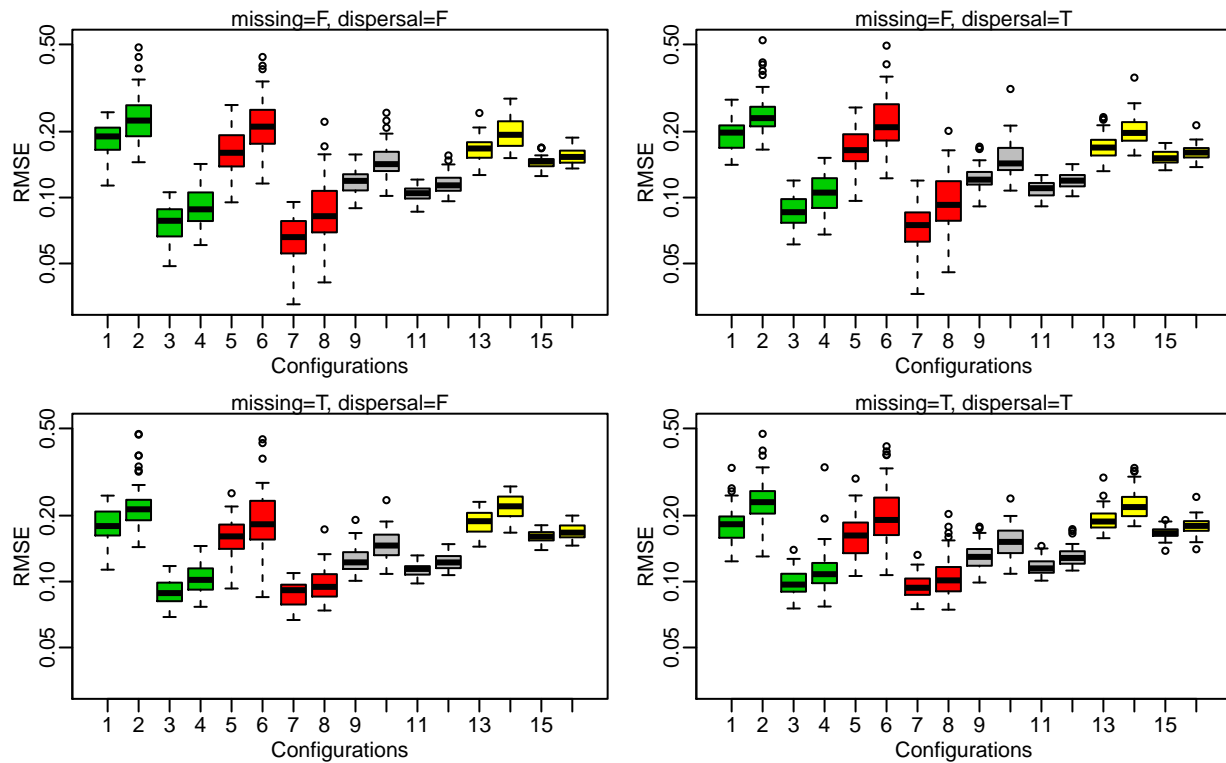 missing=F, dispersal=F
RMSE
0.50
0.20
0.10
0.05
1 2 3 4 5 6 7 8 9 11 13 15
Configurations
missing=F, dispersal=T
RMSE
0.50
0.20
0.10
0.05
1 2 3 4 5 6 7 8 9 11 13 15
Configurations
missing=T, dispersal=F
RMSE
0.50
0.20
0.10
0.05
1 2 3 4 5 6 7 8 9 11 13 15
Configurations
missing=T, dispersal=T
RMSE
0.50
0.20
0.10
0.05
1 2 3 4 5 6 7 8 9 11 13 15
Configurations